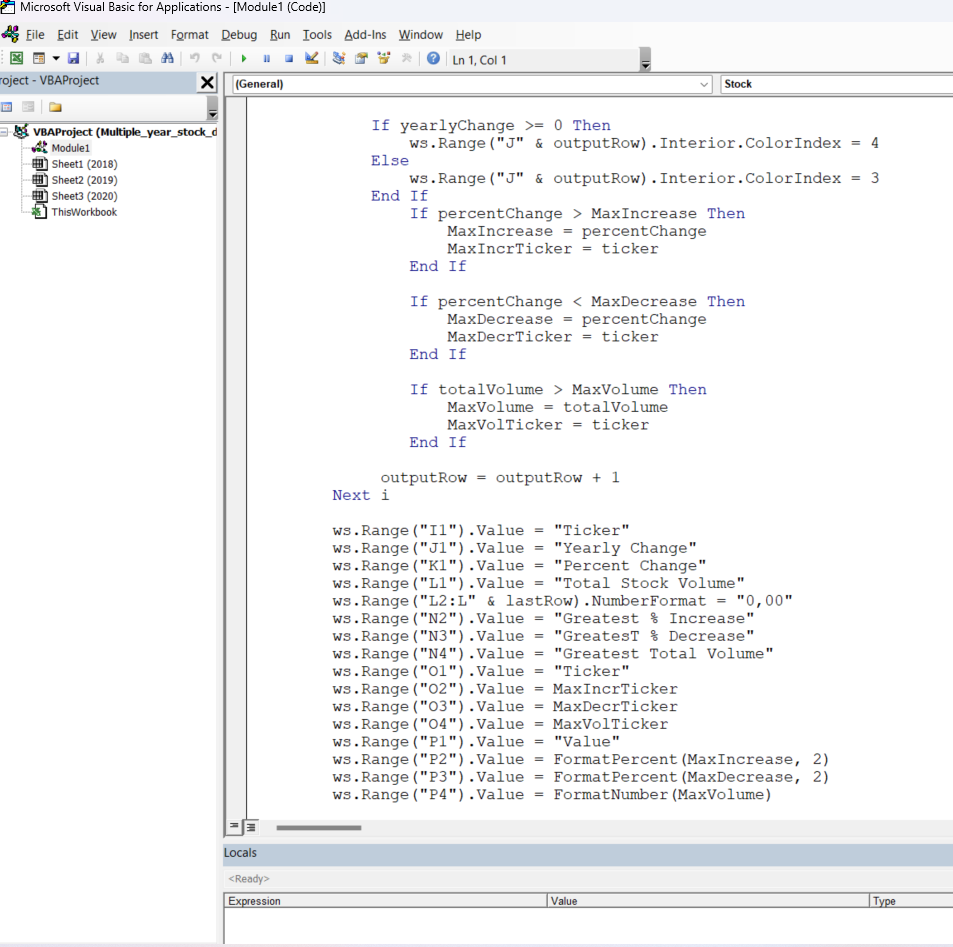 Microsoft Visual Basic for Applications - [Module1 (Code)]
File Edit View Insert Format Debug Run Tools Add-Ins Window Help
Ln 1, Col 1
roject - VBAProject
(General) Stock
VBAProject (Multiple_year_stock_d
Module1
Sheet1 (2018)
Sheet2 (2019)
Sheet3 (2020)
ThisWorkbook
If yearlyChange >= 0 Then
ws.Range("J" & outputRow).Interior.ColorIndex = 4
Else
ws.Range("J" & outputRow).Interior.ColorIndex = 3
End If
If percentChange > MaxIncrease Then
MaxIncrease = percentChange
MaxIncrTicker = ticker
End If
If percentChange < MaxDecrease Then
MaxDecrease = percentChange
MaxDecrTicker = ticker
End If
If totalVolume > MaxVolume Then
MaxVolume = totalVolume
MaxVolTicker = ticker
End If
outputRow = outputRow + 1
Next i
ws.Range("I1").Value = "Ticker"
ws.Range("J1").Value = "Yearly Change"
ws.Range("K1").Value = "Percent Change"
ws.Range("L1").Value = "Total Stock Volume"
ws.Range("L2:L" & lastRow).NumberFormat = "0,00"
ws.Range("N2").Value = "Greatest % Increase"
ws.Range("N3").Value = "GreatesT % Decrease"
ws.Range("N4").Value = "Greatest Total Volume"
ws.Range("O1").Value = "Ticker"
ws.Range("O2").Value = MaxIncrTicker
ws.Range("O3").Value = MaxDecrTicker
ws.Range("O4").Value = MaxVolTicker
ws.Range("P1").Value = "Value"
ws.Range("P2").Value = FormatPercent(MaxIncrease, 2)
ws.Range("P3").Value = FormatPercent(MaxDecrease, 2)
ws.Range("P4").Value = FormatNumber(MaxVolume)
Locals
<Ready>
Expression Value Type